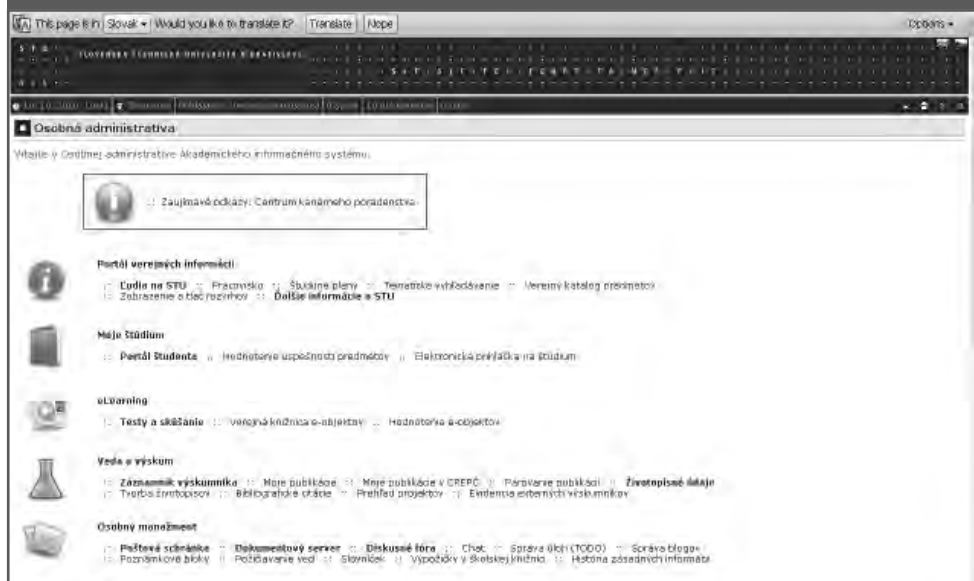 This page is in Slovak Would you like to translate it? Translate Nope Options
SLOVENSKÁ TECHNICKÁ UNIVERZITA V BRATISLAVE
Osobná administratíva
Vitajte v Osobnej administratíve Akademického informačného systému.
:: Zaujímavé odkazy: Centrum kariérneho poradenstva
Portál verejných informácií
:: Ľudia na STU :: Pracovisko :: Študijné plány :: Tematické vyhľadávanie :: Verejný katalóg predmetov
:: Zobrazenie a tlač rozvrhov :: Ďalšie informácie o STU
Moje štúdium
:: Portál študenta :: Hodnotenie úspešnosti predmetov :: Elektronická prihláška na štúdium
eLearning
:: Testy a skúšanie :: Verejná knižnica e-objektov :: Hodnotenie e-objektov
Veda a výskum
:: Záznamník výskumníka :: Moje publikácie :: Moje publikácie v CREPČ :: Párovanie publikácií :: Životopisné údaje
:: Tvorba životopisov :: Bibliografické citácie :: Prehľad projektov :: Evidencia externých výskumníkov
Osobný manažment
:: Poštová schránka :: Dokumentový server :: Diskusné fóra :: Chat :: Správa úloh (TODO) :: Správa blogov
:: Poznámkové bloky :: Požičiavanie vecí :: Slovníček :: Výpožičky v školskej knižnici :: História zásadných informácií